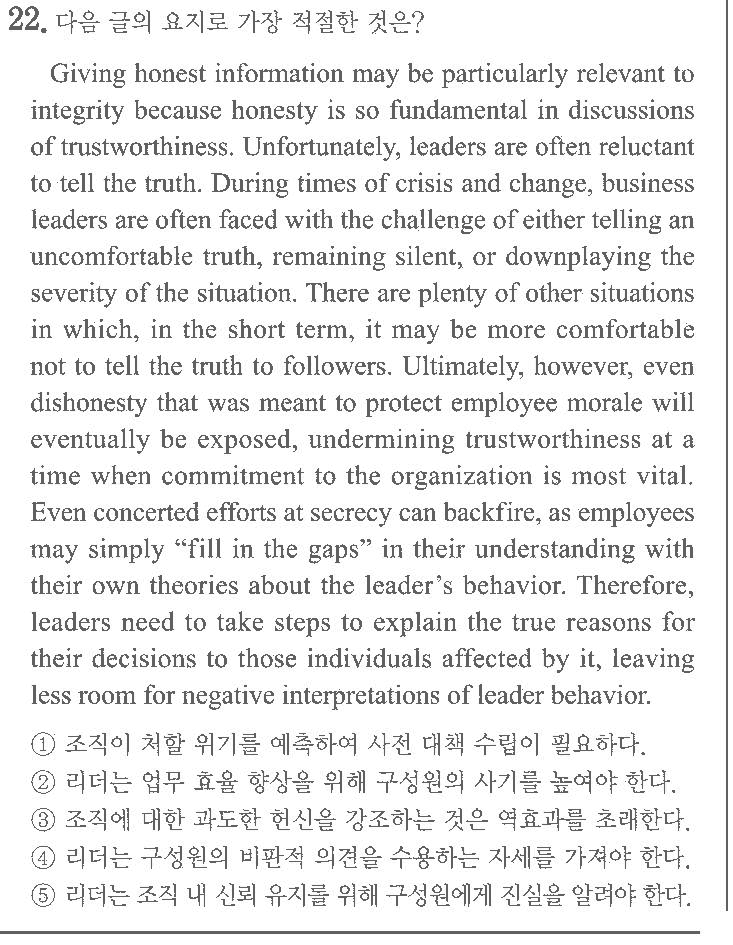 22. 다음 글의 요지로 가장 적절한 것은?
Giving honest information may be particularly relevant to
integrity because honesty is so fundamental in discussions
of trustworthiness. Unfortunately, leaders are often reluctant
to tell the truth. During times of crisis and change, business
leaders are often faced with the challenge of either telling an
uncomfortable truth, remaining silent, or downplaying the
severity of the situation. There are plenty of other situations
in which, in the short term, it may be more comfortable
not to tell the truth to followers. Ultimately, however, even
dishonesty that was meant to protect employee morale will
eventually be exposed, undermining trustworthiness at a
time when commitment to the organization is most vital.
Even concerted efforts at secrecy can backfire, as employees
may simply “fill in the gaps” in their understanding with
their own theories about the leader’s behavior. Therefore,
leaders need to take steps to explain the true reasons for
their decisions to those individuals affected by it, leaving
less room for negative interpretations of leader behavior.
① 조직이 처할 위기를 예측하여 사전 대책 수립이 필요하다.
② 리더는 업무 효율 향상을 위해 구성원의 사기를 높여야 한다.
③ 조직에 대한 과도한 헌신을 강조하는 것은 역효과를 초래한다.
④ 리더는 구성원의 비판적 의견을 수용하는 자세를 가져야 한다.
⑤ 리더는 조직 내 신뢰 유지를 위해 구성원에게 진실을 알려야 한다.